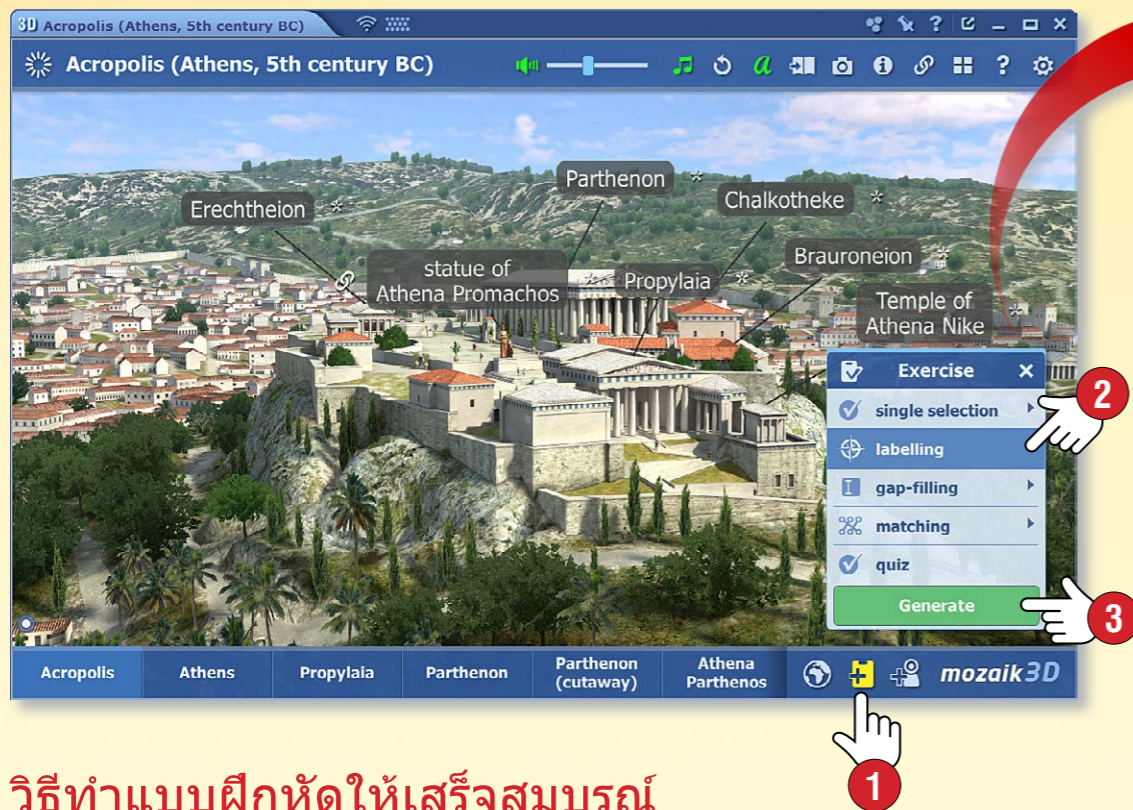 3D Acropolis (Athens, 5th century BC)
Acropolis (Athens, 5th century BC)
Parthenon
Chalkotheke
Erechtheion
Brauroneion
statue of
Athena Promachos
Propylaia
Temple of
Athena Nike
Exercise
single selection
labelling
gap-filling
matching
quiz
Generate
2
3
Acropolis
Athens
Propylaia
Parthenon
Parthenon
(cutaway)
Athena
Parthenos
mozaik3D
1
วิธีทำแบบฝึกหัดให้เสร็จสมบูรณ์